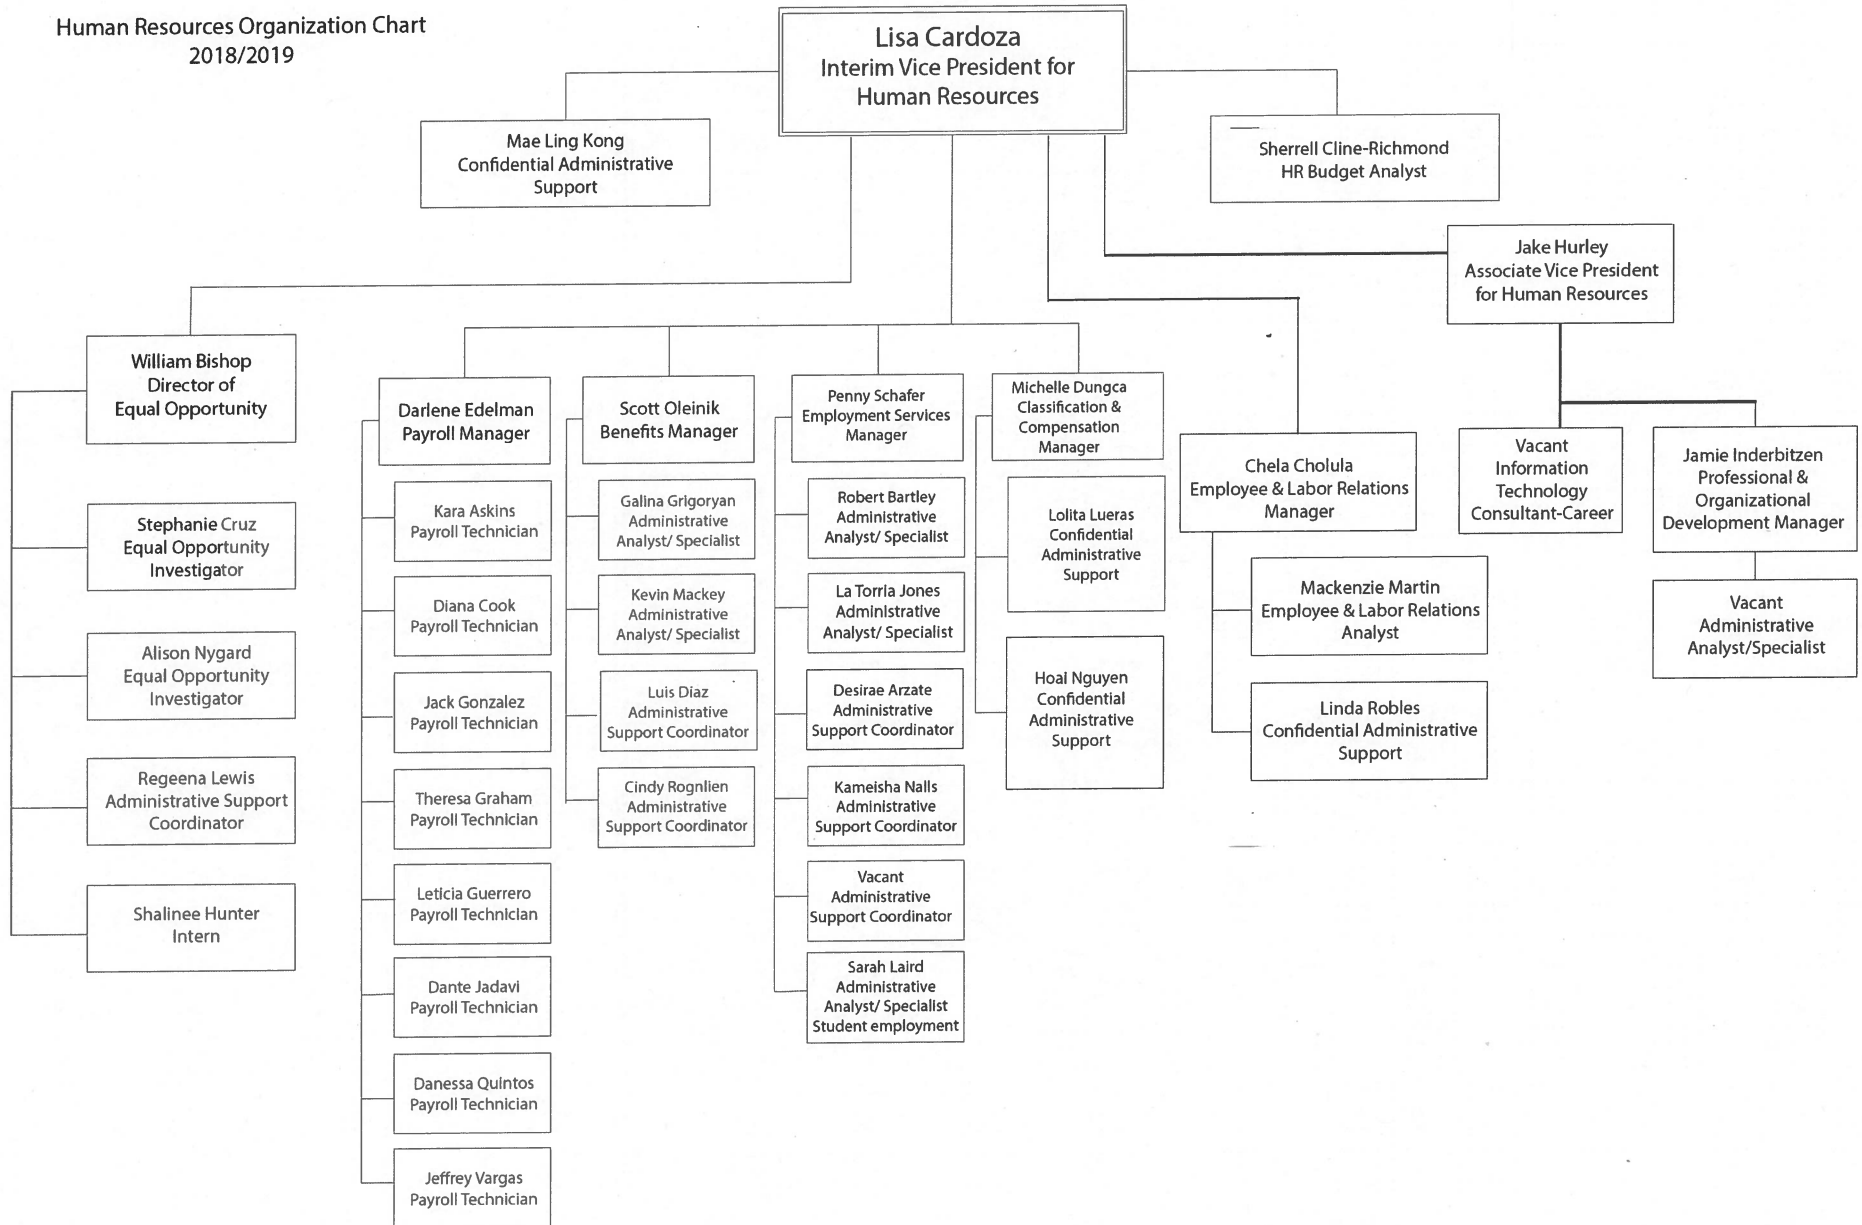 Human Resources Organization Chart
2018/2019
Lisa Cardoza
Interim Vice President for
Human Resources
Mae Ling Kong
Confidential Administrative
Support
Sherrell Cline-Richmond
HR Budget Analyst
Jake Hurley
Associate Vice President
for Human Resources
William Bishop
Director of
Equal Opportunity
Stephanie Cruz
Equal Opportunity
Investigator
Alison Nygard
Equal Opportunity
Investigator
Regeena Lewis
Administrative Support
Coordinator
Shalinee Hunter
Intern
Darlene Edelman
Payroll Manager
Kara Askins
Payroll Technician
Diana Cook
Payroll Technician
Jack Gonzalez
Payroll Technician
Theresa Graham
Payroll Technician
Leticia Guerrero
Payroll Technician
Dante Jadavi
Payroll Technician
Danessa Quintos
Payroll Technician
Jeffrey Vargas
Payroll Technician
Scott Oleinik
Benefits Manager
Galina Grigoryan
Administrative
Analyst/ Specialist
Kevin Mackey
Administrative
Analyst/ Specialist
Luis Diaz
Administrative
Support Coordinator
Cindy Rognlien
Administrative
Support Coordinator
Penny Schafer
Employment Services
Manager
Robert Bartley
Administrative
Analyst/ Specialist
La Torria Jones
Administrative
Analyst/ Specialist
Desirae Arzate
Administrative
Support Coordinator
Kameisha Nalls
Administrative
Support Coordinator
Vacant
Administrative
Support Coordinator
Sarah Laird
Administrative
Analyst/ Specialist
Student employment
Michelle Dungca
Classification &
Compensation
Manager
Lolita Lueras
Confidential
Administrative
Support
Hoai Nguyen
Confidential
Administrative
Support
Chela Cholula
Employee & Labor Relations
Manager
Mackenzie Martin
Employee & Labor Relations
Analyst
Linda Robles
Confidential Administrative
Support
Vacant
Information
Technology
Consultant-Career
Jamie Inderbitzen
Professional &
Organizational
Development Manager
Vacant
Administrative
Analyst/Specialist